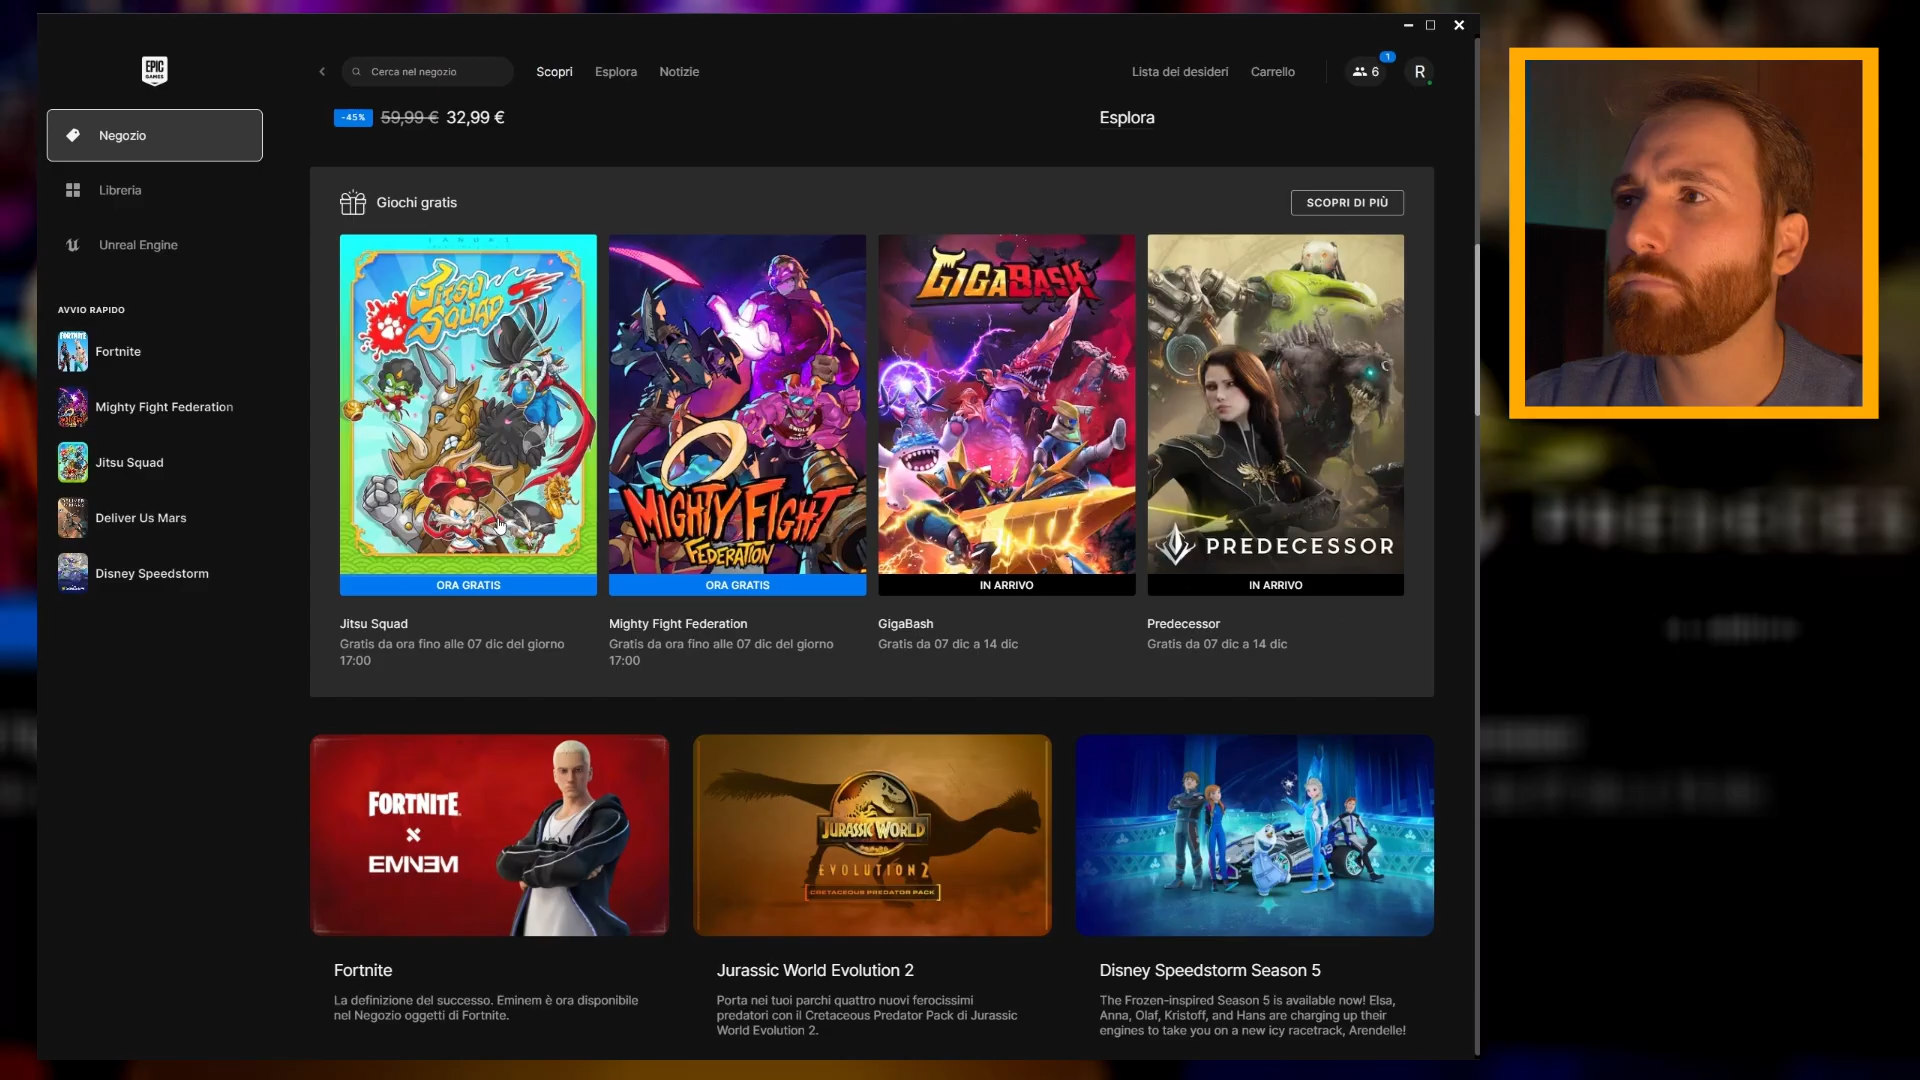 EPIC
GAMES
Cerca nel negozio
Scopri
Esplora
Notizie
Lista dei desideri
Carrello
6
1
R
Negozio
Libreria
Unreal Engine
AVVIO RAPIDO
Fortnite
Mighty Fight Federation
Jitsu Squad
Deliver Us Mars
Disney Speedstorm
-45%
59,99 €
32,99 €
Esplora
Giochi gratis
SCOPRI DI PIÙ
JITSU
SQUAD
MIGHTY FIGHT
FEDERATION
GIGABASH
PREDECESSOR
ORA GRATIS
ORA GRATIS
IN ARRIVO
IN ARRIVO
Jitsu Squad
Gratis da ora fino alle 07 dic del giorno
17:00
Mighty Fight Federation
Gratis da ora fino alle 07 dic del giorno
17:00
GigaBash
Gratis da 07 dic a 14 dic
Predecessor
Gratis da 07 dic a 14 dic
FORTNITE
EMINEM
JURASSIC WORLD
EVOLUTION 2
CRETACEOUS PREDATOR PACK
Fortnite
La definizione del successo. Eminem è ora disponibile
nel Negozio oggetti di Fortnite.
Jurassic World Evolution 2
Porta nei tuoi parchi quattro nuovi ferocissimi
predatori con il Cretaceous Predator Pack di Jurassic
World Evolution 2.
Disney Speedstorm Season 5
The Frozen-inspired Season 5 is available now! Elsa,
Anna, Olaf, Kristoff, and Hans are charging up their
engines to take you on a new icy racetrack, Arendelle!